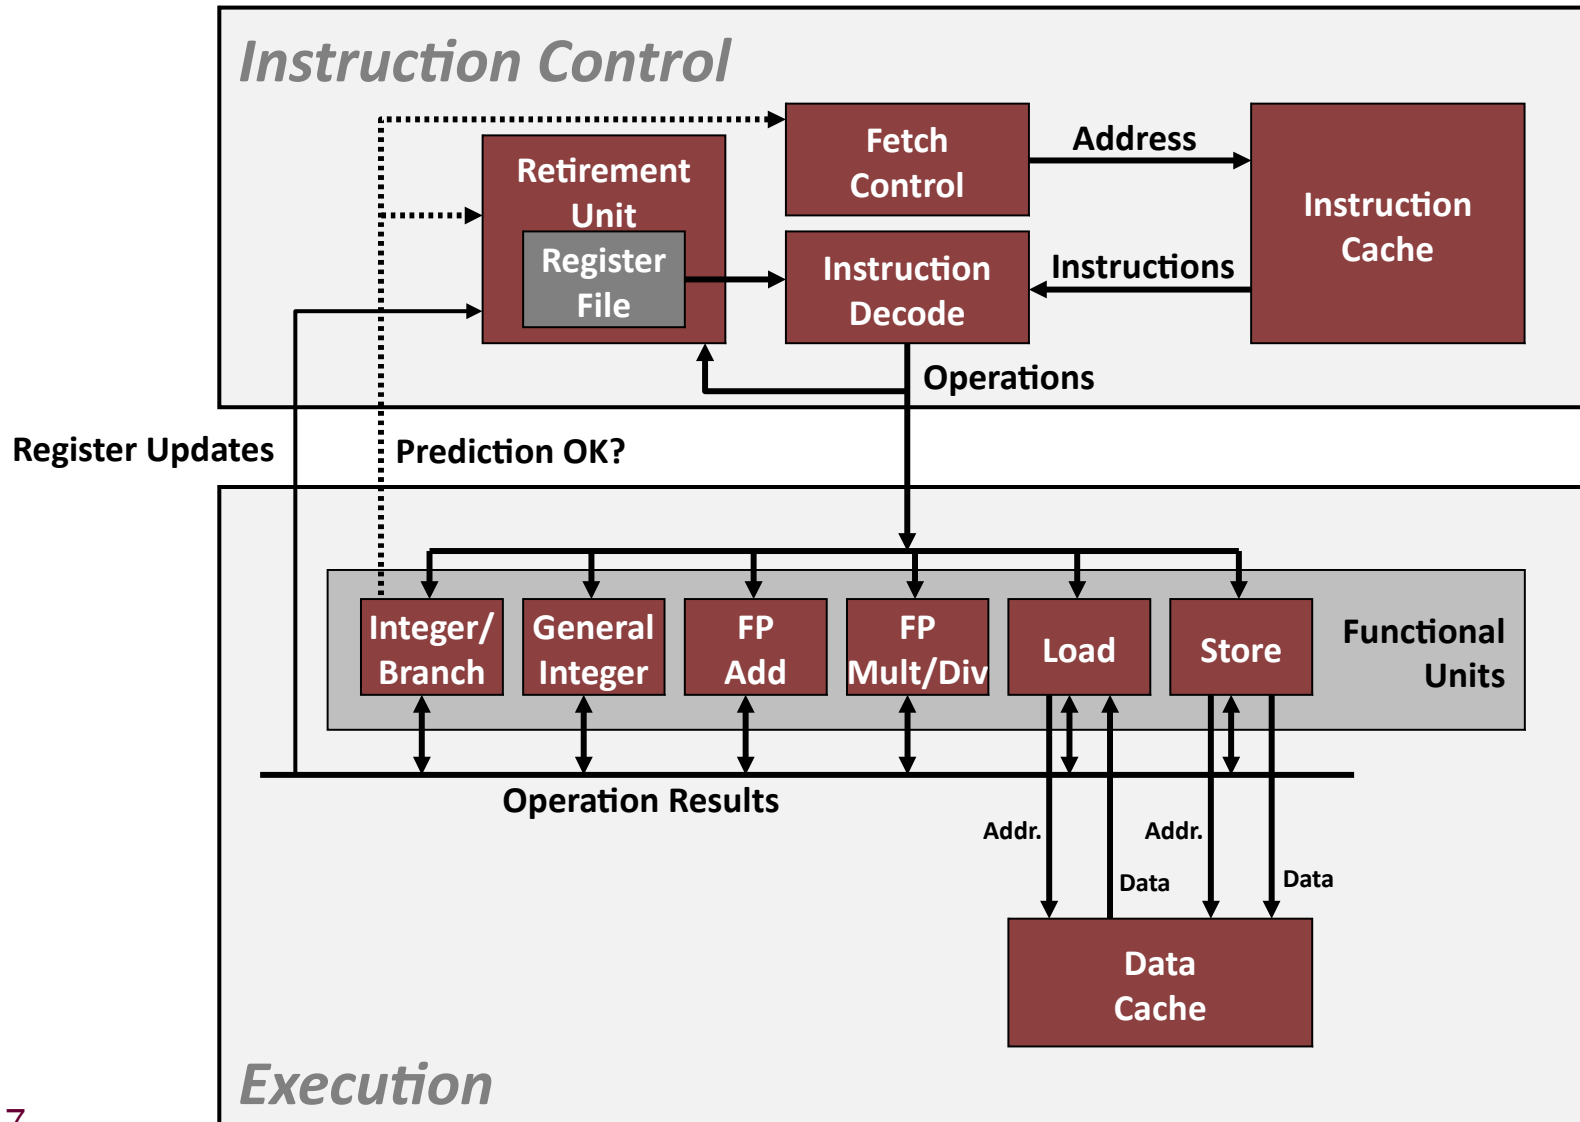 Instruction Control
Fetch
Control
Address
Instruction
Cache
Retirement
Unit
Register
File
Instruction
Decode
Instructions
Operations
Register Updates
Prediction OK?
Integer/
Branch
General
Integer
FP
Add
FP
Mult/Div
Load
Store
Functional
Units
Operation Results
Addr.
Data
Addr.
Data
Data
Cache
Execution
7